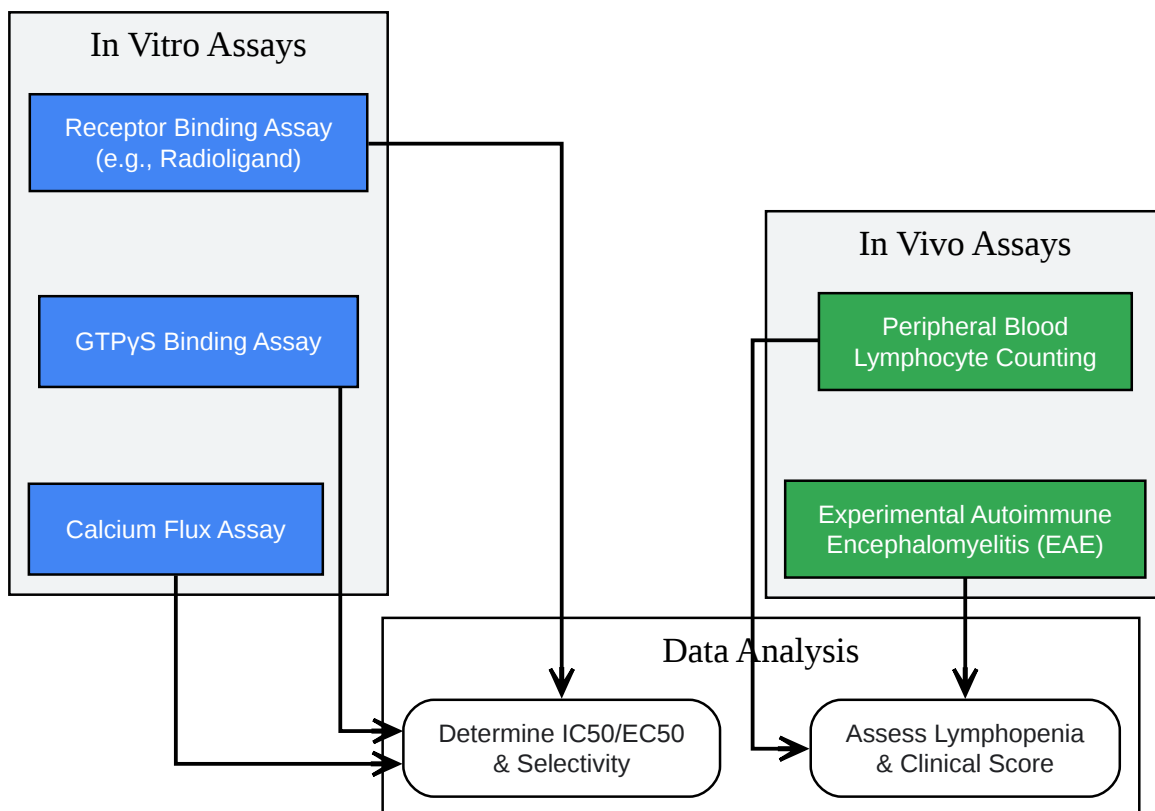 In Vitro Assays
Receptor Binding Assay
(e.g., Radioligand)
GTPγS Binding Assay
Calcium Flux Assay
In Vivo Assays
Peripheral Blood
Lymphocyte Counting
Experimental Autoimmune
Encephalomyelitis (EAE)
Data Analysis
Determine IC50/EC50
& Selectivity
Assess Lymphopenia
& Clinical Score